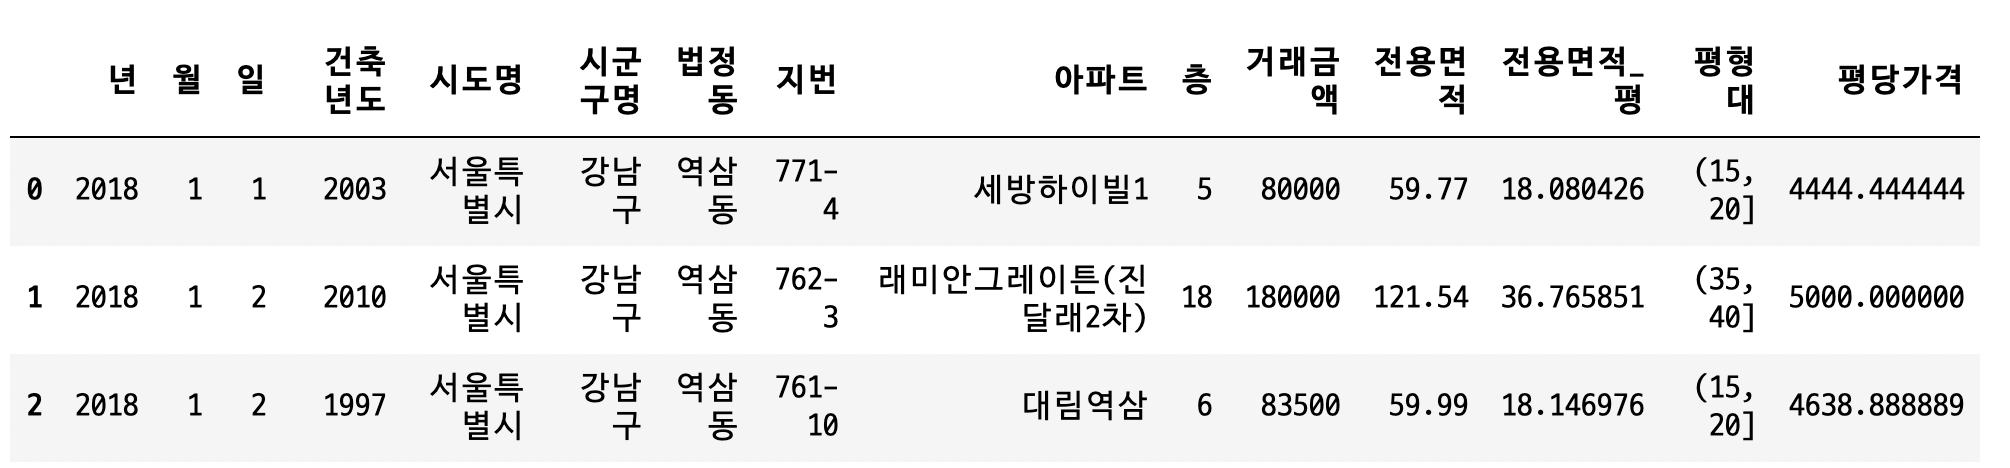 년 월 일 건축년도 시도명 시군구명 법정동 지번 아파트 층 거래금액 전용면적 전용면적_평 평형대 평당가격
0 2018 1 1 2003 서울특별시 강남구 역삼동 771-4 세방하이빌1 5 80000 59.77 18.080426 (15, 20] 4444.444444
1 2018 1 2 2010 서울특별시 강남구 역삼동 762-3 래미안그레이튼(진달래2차) 18 180000 121.54 36.765851 (35, 40] 5000.000000
2 2018 1 2 1997 서울특별시 강남구 역삼동 761-10 대림역삼 6 83500 59.99 18.146976 (15, 20] 4638.888889